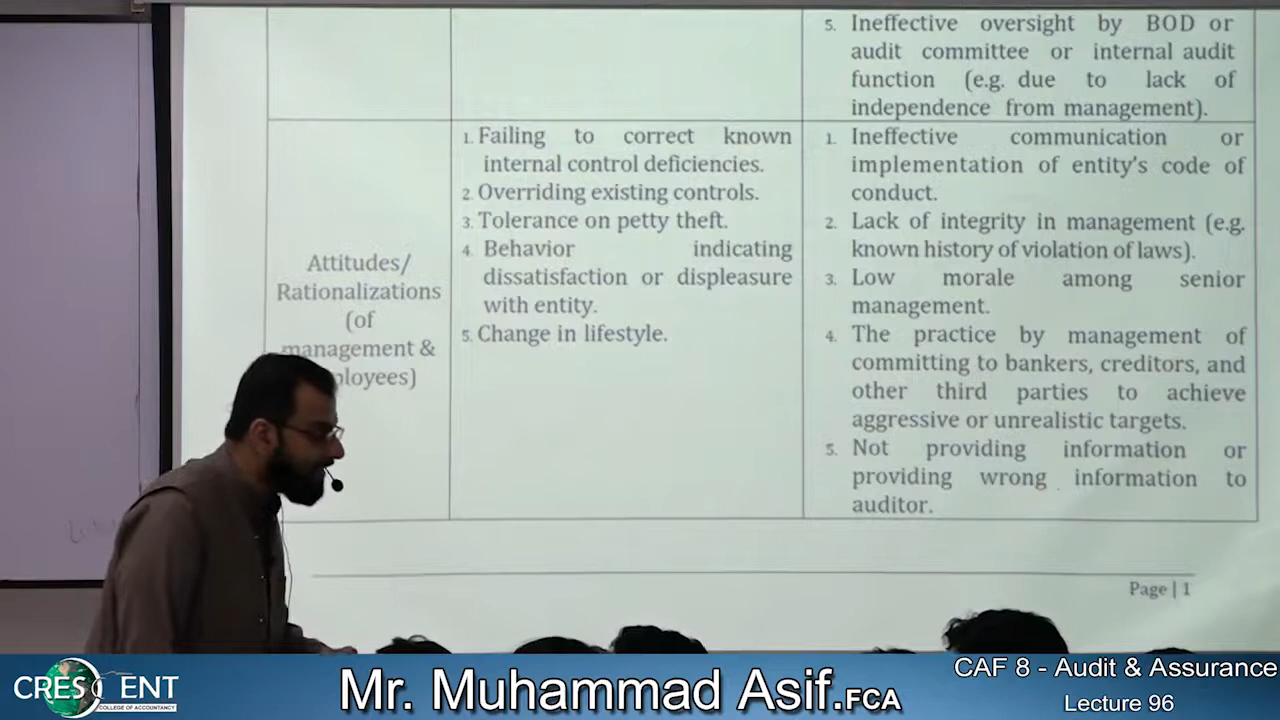 5. Ineffective oversight by BOD or
audit committee or internal audit
function (e.g. due to lack of
independence from management).
Attitudes/
Rationalizations
(of
management &
ployees)
1. Failing to correct known
internal control deficiencies.
2. Overriding existing controls.
3. Tolerance on petty theft.
4. Behavior indicating
dissatisfaction or displeasure
with entity.
5. Change in lifestyle.
1. Ineffective communication or
implementation of entity's code of
conduct.
2. Lack of integrity in management (e.g.
known history of violation of laws).
3. Low morale among senior
management.
4. The practice by management of
committing to bankers, creditors, and
other third parties to achieve
aggressive or unrealistic targets.
5. Not providing information or
providing wrong information to
auditor.
Page | 1
CRESCENT
COLLEGE OF ACCOUNTANCY
Mr. Muhammad Asif.FCA
CAF 8 - Audit & Assurance
Lecture 96